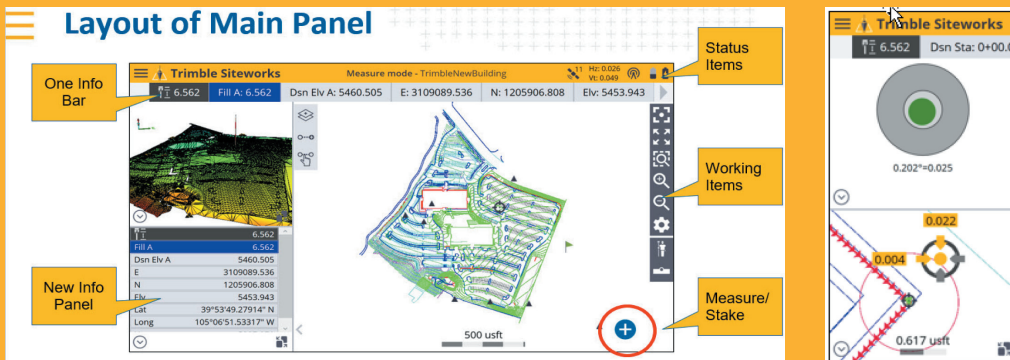 Layout of Main Panel
Status
Items
One Info
Bar
Trimble Siteworks
Measure mode - TrimbleNewBuilding
11
Hz: 0.026
Vt: 0.049
6.562
Fill A: 6.562
Dsn Elv A: 5460.505
E: 3109089.536
N: 1205906.808
Elv: 5453.943
Working
Items
6.562
Fill A 6.562
Dsn Elv A 5460.505
E 3109089.536
N 1205906.808
Elv 5453.943
Lat 39°53'49.27914" N
Long 105°06'51.53317" W
New Info
Panel
500 usft
Measure/
Stake
Trimble Siteworks
6.562
Dsn Sta: 0+00.0
0.202°=0.025
0.022
0.004
0.617 usft